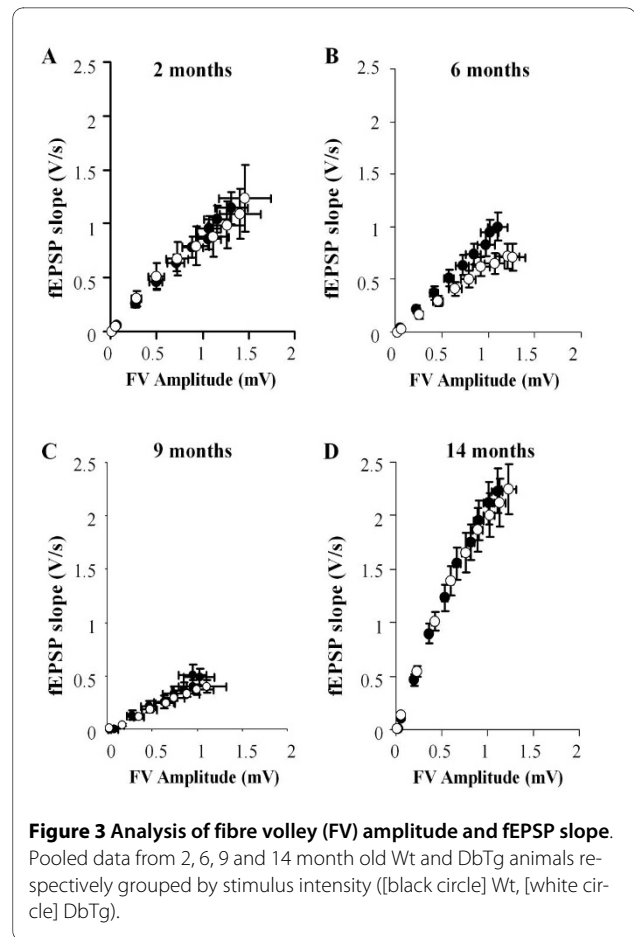 A
2 months
2.5
2
1.5
1
0.5
0
fEPSP slope (V/s)
0 0.5 1 1.5 2
FV Amplitude (mV)
B
6 months
2.5
2
1.5
1
0.5
0
fEPSP slope (V/s)
0 0.5 1 1.5 2
FV Amplitude (mV)
C
9 months
2.5
2
1.5
1
0.5
0
fEPSP slope (V/s)
0 0.5 1 1.5 2
FV Amplitude (mV)
D
14 months
2.5
2
1.5
1
0.5
0
fEPSP slope (V/s)
0 0.5 1 1.5 2
FV Amplitude (mV)
Figure 3 Analysis of fibre volley (FV) amplitude and fEPSP slope.
Pooled data from 2, 6, 9 and 14 month old Wt and DbTg animals re-
spectively grouped by stimulus intensity ([black circle] Wt, [white cir-
cle] DbTg).